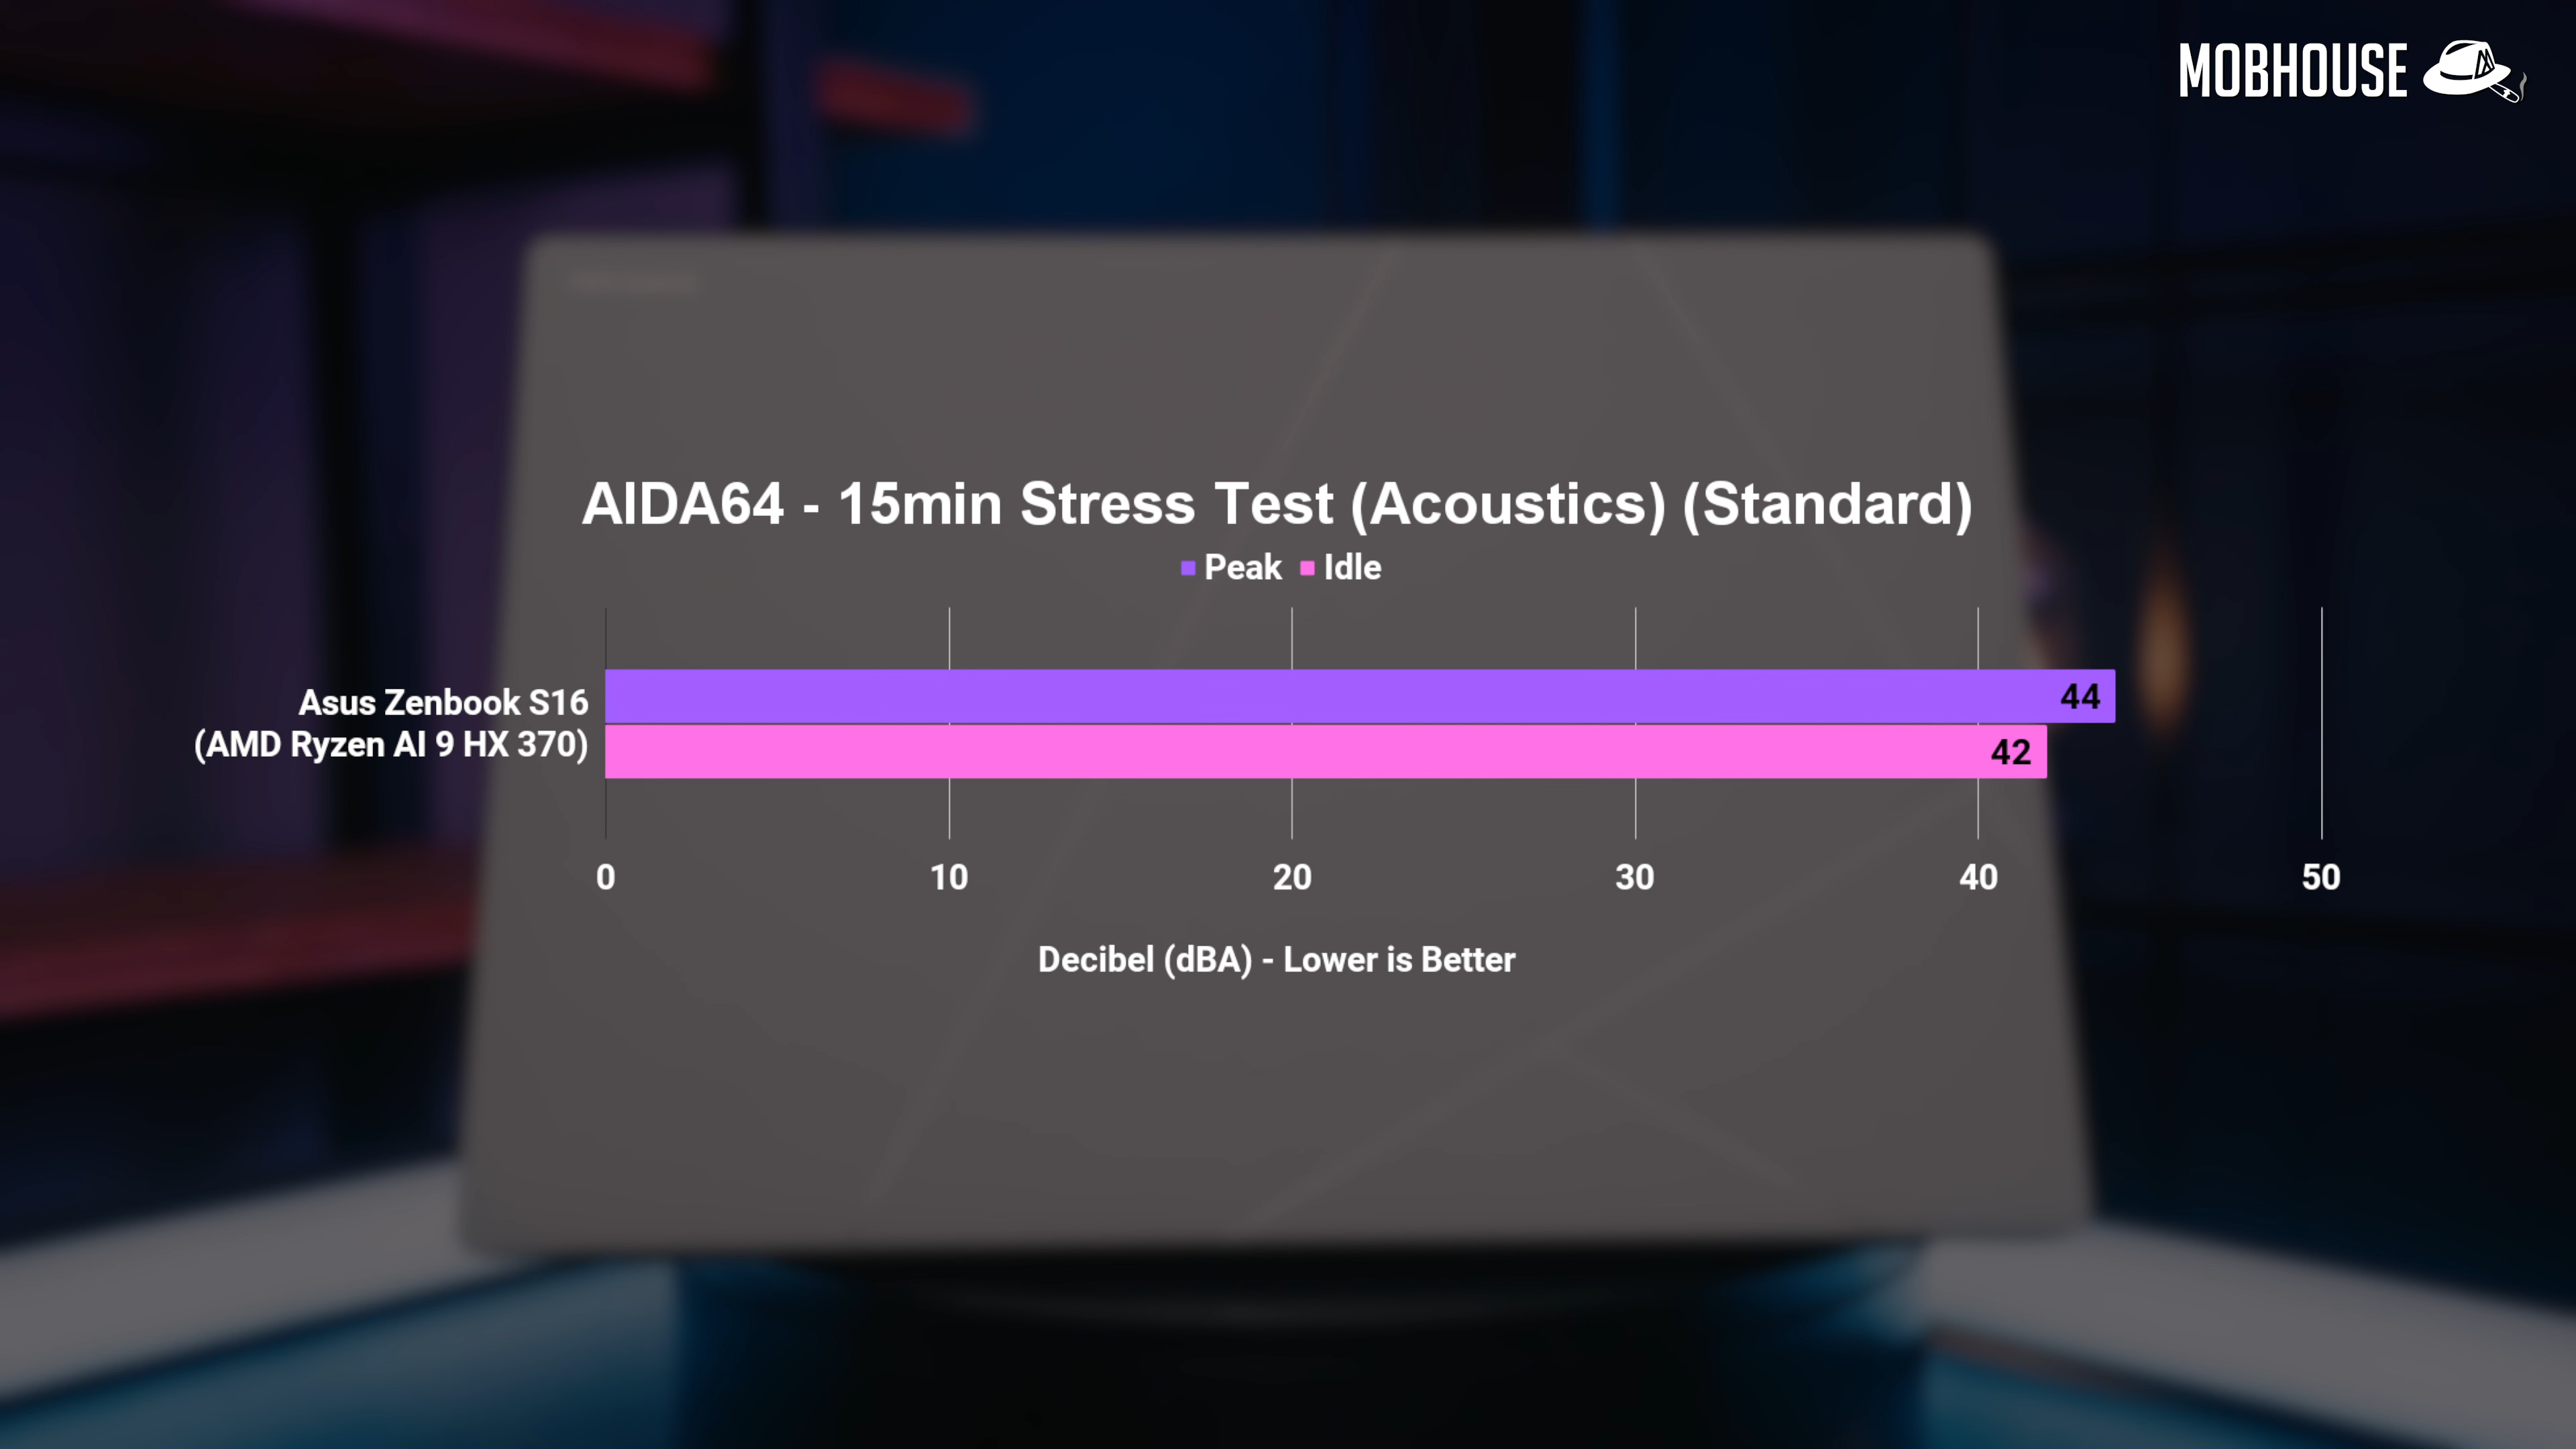 MOBHOUSE
AIDA64 - 15min Stress Test (Acoustics) (Standard)
Peak Idle
Asus Zenbook S16
(AMD Ryzen AI 9 HX 370)
44
42
0 10 20 30 40 50
Decibel (dBA) - Lower is Better